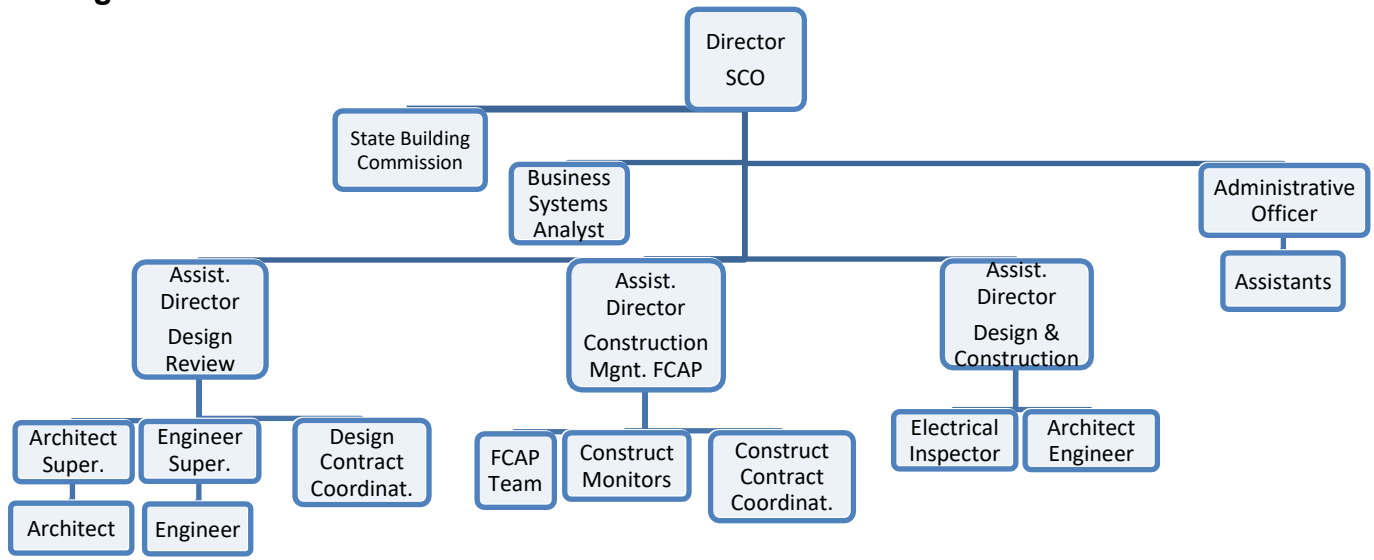 Director
SCO
State Building
Commission
Business
Systems
Analyst
Administrative
Officer
Assistants
Assist.
Director
Design
Review
Assist.
Director
Construction
Mgnt. FCAP
Assist.
Director
Design &
Construction
Architect
Super.
Engineer
Super.
Design
Contract
Coordinat.
FCAP
Team
Construct
Monitors
Construct
Contract
Coordinat.
Electrical
Inspector
Architect
Engineer
Architect
Engineer